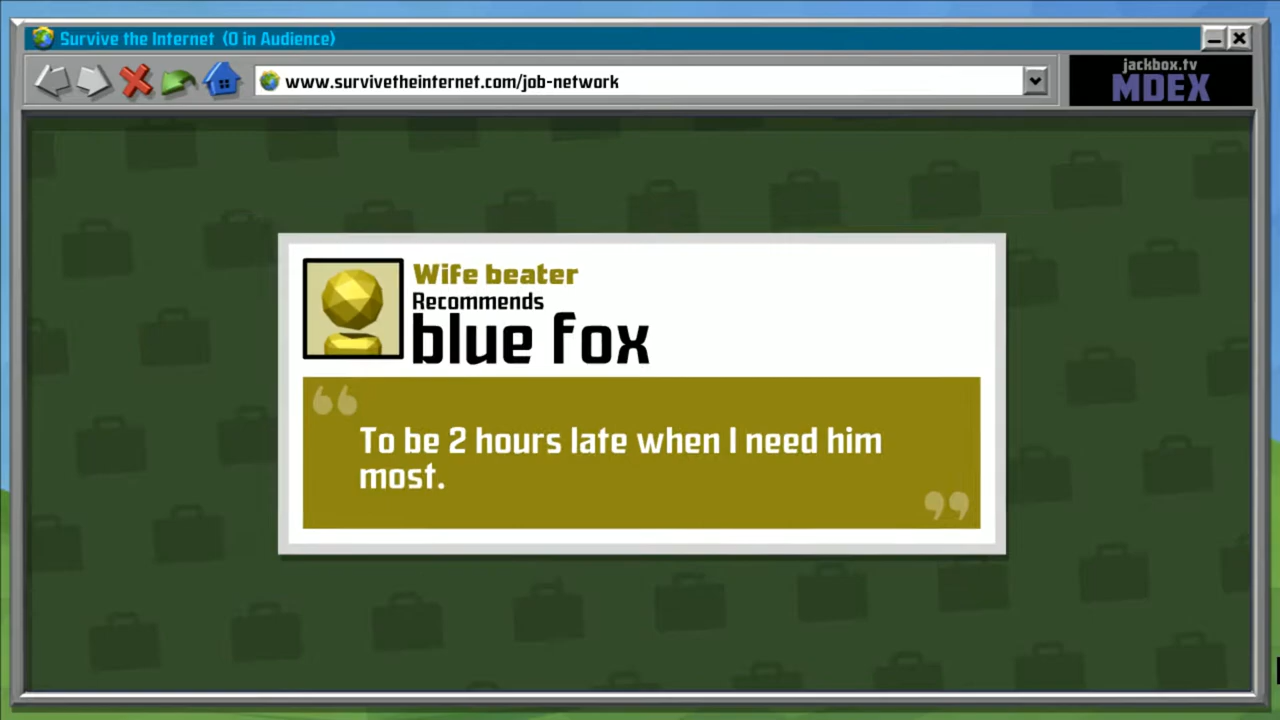 Survive the Internet (0 in Audience)
www.survivetheinternet.com/job-network
jackbox.tv
MDEX
Wife beater
Recommends
blue fox
“
To be 2 hours late when I need him
most.
”